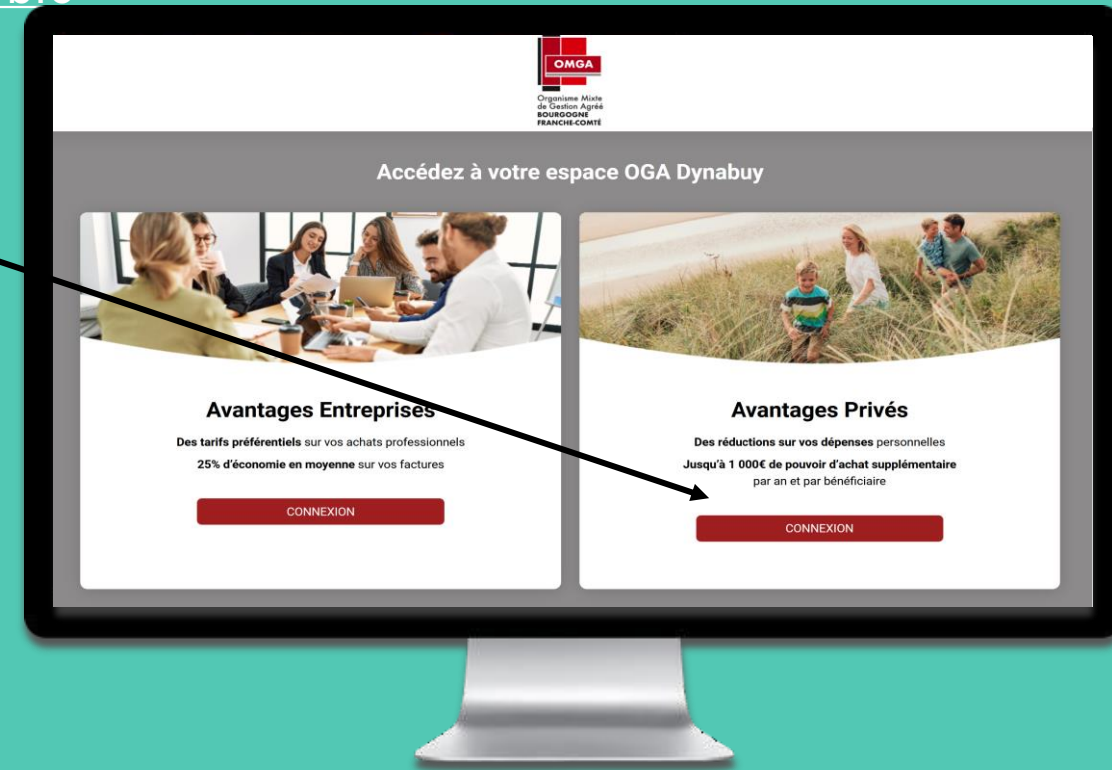 OMGA
Organisme Mixte
de Gestion Agréé
BOURGOGNE
FRANCHE-COMTÉ
Accédez à votre espace OGA Dynabuy
Avantages Entreprises
Des tarifs préférentiels sur vos achats professionnels
25% d'économie en moyenne sur vos factures
CONNEXION
Avantages Privés
Des réductions sur vos dépenses personnelles
Jusqu'à 1 000€ de pouvoir d'achat supplémentaire
par an et par bénéficiaire
CONNEXION